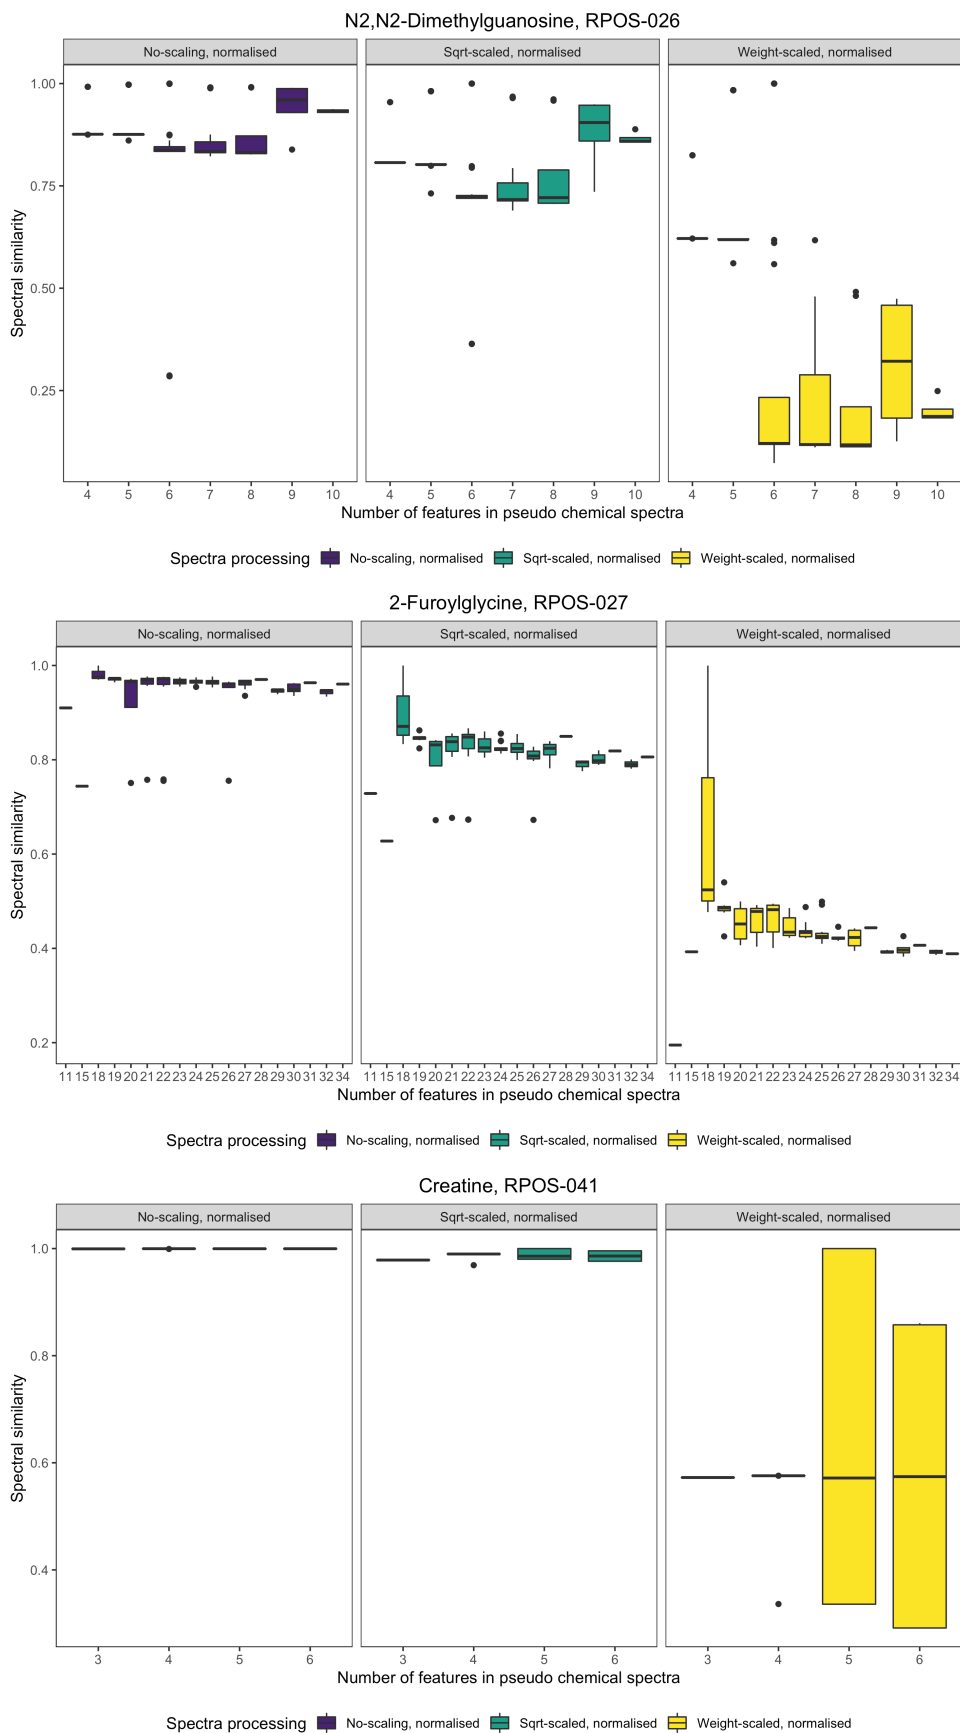 N2,N2-Dimethylguanosine, RPOS-026
No-scaling, normalised Sqrt-scaled, normalised Weight-scaled, normalised
Spectral similarity
1.00
0.75
0.50
0.25
4 5 6 7 8 9 10 4 5 6 7 8 9 10 4 5 6 7 8 9 10
Number of features in pseudo chemical spectra
Spectra processing No-scaling, normalised Sqrt-scaled, normalised Weight-scaled, normalised
2-Furoylglycine, RPOS-027
No-scaling, normalised Sqrt-scaled, normalised Weight-scaled, normalised
Spectral similarity
1.0
0.8
0.6
0.4
0.2
11 15 18 19 20 21 22 23 24 25 26 27 28 29 30 31 32 34 11 15 18 19 20 21 22 23 24 25 26 27 28 29 30 31 32 34 11 15 18 19 20 21 22 23 24 25 26 27 28 29 30 31 32 34
Number of features in pseudo chemical spectra
Spectra processing No-scaling, normalised Sqrt-scaled, normalised Weight-scaled, normalised
Creatine, RPOS-041
No-scaling, normalised Sqrt-scaled, normalised Weight-scaled, normalised
Spectral similarity
1.0
0.8
0.6
0.4
3 4 5 6 3 4 5 6 3 4 5 6
Number of features in pseudo chemical spectra
Spectra processing No-scaling, normalised Sqrt-scaled, normalised Weight-scaled, normalised